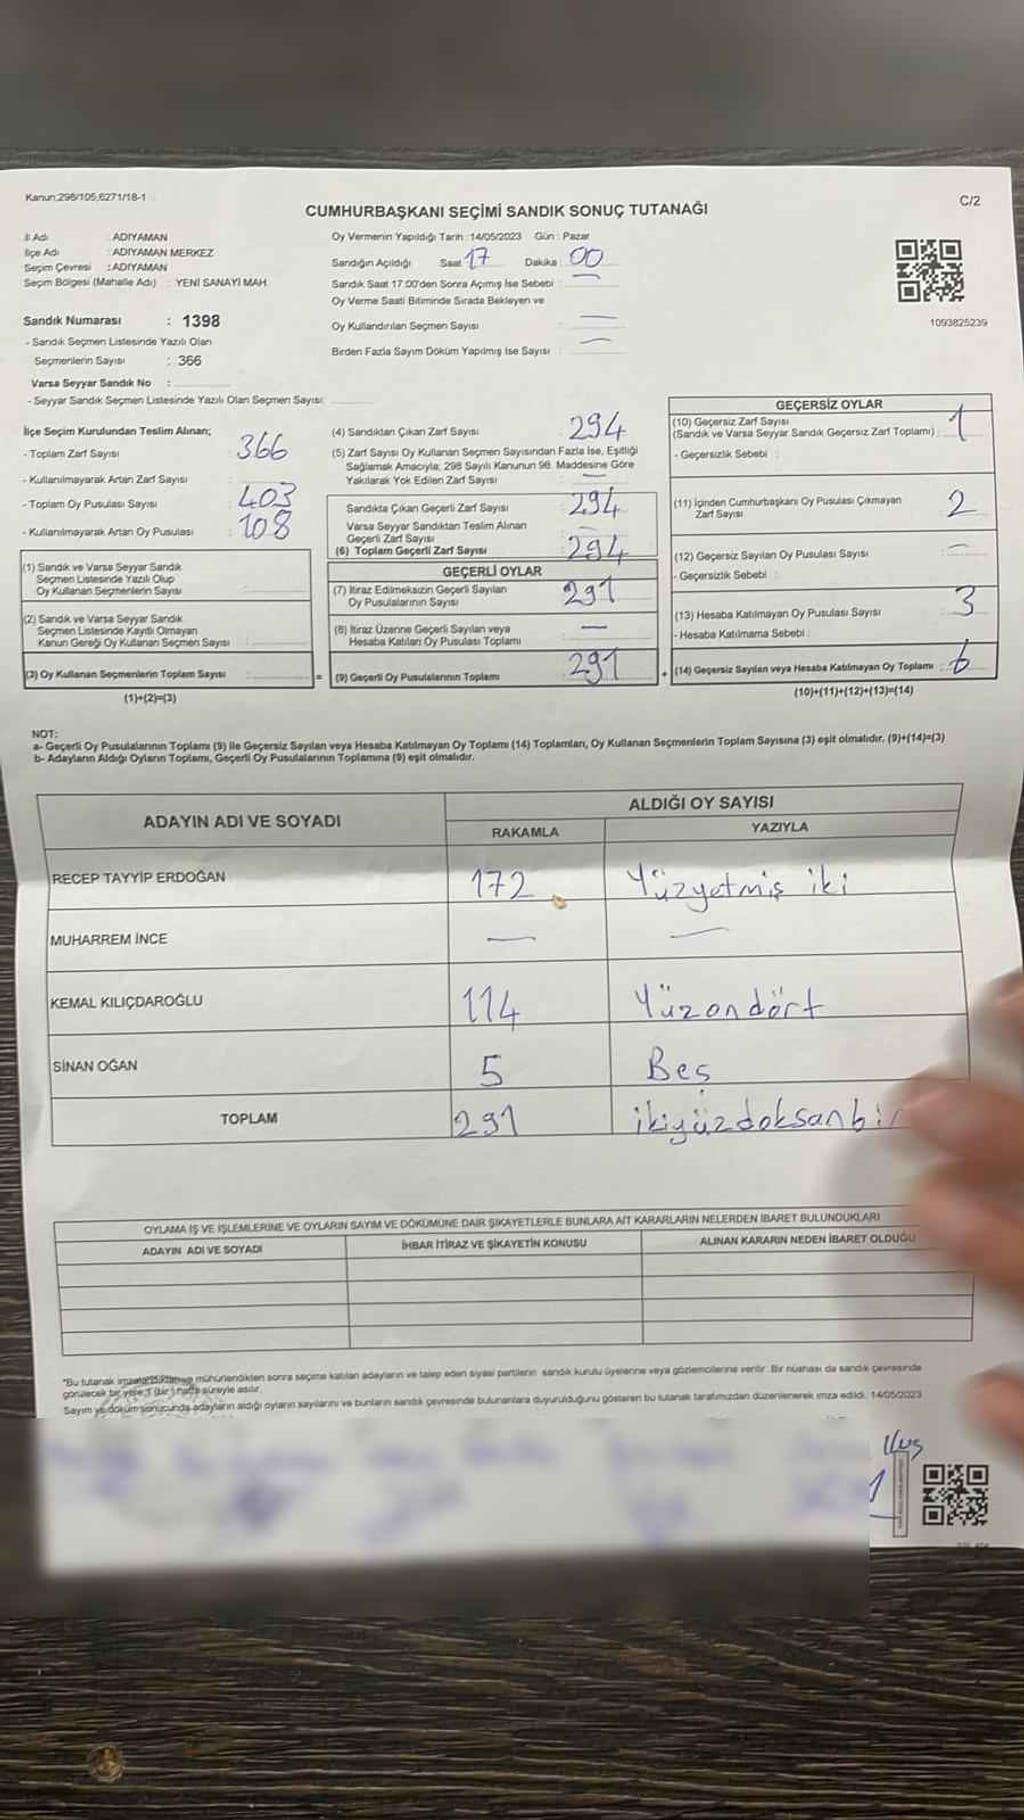 Kanun:298/105,6271/18-1
C/2
CUMHURBAŞKANI SEÇİMİ SANDIK SONUÇ TUTANAĞI
İl Adı : ADIYAMAN
İlçe Adı : ADIYAMAN MERKEZ
Seçim Çevresi : ADIYAMAN
Seçim Bölgesi (Mahalle Adı) : YENİ SANAYİ MAH.
Sandık Numarası : 1398
- Sandık Seçmen Listesinde Yazılı Olan
Seçmenlerin Sayısı : 366
Varsa Seyyar Sandık No :
- Seyyar Sandık Seçmen Listesinde Yazılı Olan Seçmen Sayısı:
Oy Vermenin Yapıldığı Tarih :14/05/2023 Gün : Pazar
Sandığın Açıldığı Saat 17 Dakika 00
Sandık Saat 17:00'den Sonra Açılmış İse Sebebi : —
Oy Verme Saati Bitiminde Sırada Bekleyen ve
Oy Kullandırılan Seçmen Sayısı —
Birden Fazla Sayım Döküm Yapılmış İse Sayısı : —
1093825239
İlçe Seçim Kurulundan Teslim Alınan;
- Toplam Zarf Sayısı : 366
- Kullanılmayarak Artan Zarf Sayısı
- Toplam Oy Pusulası Sayısı : 403
- Kullanılmayarak Artan Oy Pusulası : 108
(1) Sandık ve Varsa Seyyar Sandık
Seçmen Listesinde Yazılı Olup
Oy Kullanan Seçmenlerin Sayısı
(2) Sandık ve Varsa Seyyar Sandık
Seçmen Listesinde Kayıtlı Olmayan
Kanun Gereği Oy Kullanan Seçmen Sayısı
(3) Oy Kullanan Seçmenlerin Toplam Sayısı
(1)+(2)=(3)
(4) Sandıktan Çıkan Zarf Sayısı : 294
(5) Zarf Sayısı Oy Kullanan Seçmen Sayısından Fazla İse, Eşitliği
Sağlamak Amacıyla; 298 Sayılı Kanunun 98. Maddesine Göre
Yakılarak Yok Edilen Zarf Sayısı : —
Sandıkta Çıkan Geçerli Zarf Sayısı : 294
Varsa Seyyar Sandıktan Teslim Alınan
Geçerli Zarf Sayısı : —
(6) Toplam Geçerli Zarf Sayısı : 294
GEÇERLİ OYLAR
(7) İtiraz Edilmeksizin Geçerli Sayılan
Oy Pusulalarının Sayısı : 291
(8) İtiraz Üzerine Geçerli Sayılan veya
Hesaba Katılan Oy Pusulası Toplamı : —
= (9) Geçerli Oy Pusulalarının Toplamı 291
GEÇERSİZ OYLAR
(10) Geçersiz Zarf Sayısı
(Sandık ve Varsa Seyyar Sandık Geçersiz Zarf Toplamı) : 1
- Geçersizlik Sebebi :
(11) İçinden Cumhurbaşkanı Oy Pusulası Çıkmayan
Zarf Sayısı 2
(12) Geçersiz Sayılan Oy Pusulası Sayısı —
- Geçersizlik Sebebi :
(13) Hesaba Katılmayan Oy Pusulası Sayısı 3
- Hesaba Katılmama Sebebi :
+ (14) Geçersiz Sayılan veya Hesaba Katılmayan Oy Toplamı : 6
(10)+(11)+(12)+(13)=(14)
NOT:
a- Geçerli Oy Pusulalarının Toplamı (9) ile Geçersiz Sayılan veya Hesaba Katılmayan Oy Toplamı (14) Toplamları, Oy Kullanan Seçmenlerin Toplam Sayısına (3) eşit olmalıdır. (9)+(14)=(3)
b- Adayların Aldığı Oyların Toplamı, Geçerli Oy Pusulalarının Toplamına (9) eşit olmalıdır.
ADAYIN ADI VE SOYADI
ALDIĞI OY SAYISI
RAKAMLA YAZIYLA
RECEP TAYYİP ERDOĞAN 172 Yüzyetmiş iki
MUHARREM İNCE — —
KEMAL KILIÇDAROĞLU 114 Yüzondört
SİNAN OĞAN 5 Beş
TOPLAM 291 ikiyüzdoksanbir
OYLAMA İŞ VE İŞLEMLERİNE VE OYLARIN SAYIM VE DÖKÜMÜNE DAİR ŞİKAYETLERLE BUNLARA AİT KARARLARIN NELERDEN İBARET BULUNDUKLARI
ADAYIN ADI VE SOYADI İHBAR İTİRAZ VE ŞİKAYETİN KONUSU ALINAN KARARIN NEDEN İBARET OLDUĞU
"Bu tutanak mühürlendikten sonra seçime katılan adayların ve talep eden siyasi partilerin sandık kurulu üyelerine veya gözlemcilerine verilir. Bir nüshası da sandık çevresinde
görülecek bir yere 1 (bir) hafta süreyle asılır.
Sayım ve döküm sonucunda adayların aldığı oyların sayılarını ve bunların sandık çevresinde bulunanlara duyurulduğunu gösteren bu tutanak tarafımızdan düzenlenerek imza edildi. 14/05/2023